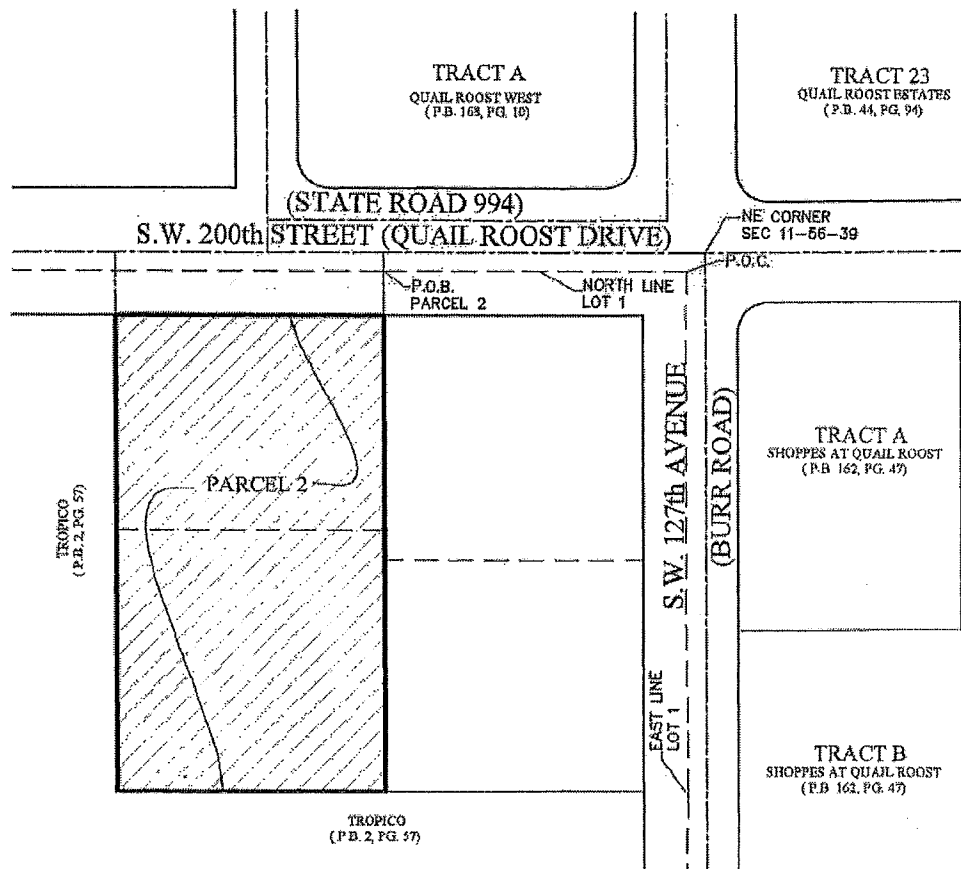 TRACT A
QUAIL ROOST WEST
(P.B. 168, PG. 10)
TRACT 23
QUAIL ROOST ESTATES
(P.B. 44, PG. 94)
(STATE ROAD 994)
S.W. 200th STREET (QUAIL ROOST DRIVE)
NE CORNER
SEC 11-56-39
P.O.C.
P.O.B.
PARCEL 2
NORTH LINE
LOT 1
PARCEL 2
TROPICO
(P.B. 2, PG. 57)
S.W. 127th AVENUE
(BURR ROAD)
EAST LINE
LOT 1
TRACT A
SHOPPES AT QUAIL ROOST
(P.B 162, PG. 47)
TRACT B
SHOPPES AT QUAIL ROOST
(P.B 162, PG. 47)
TROPICO
(P.B. 2, PG. 57)